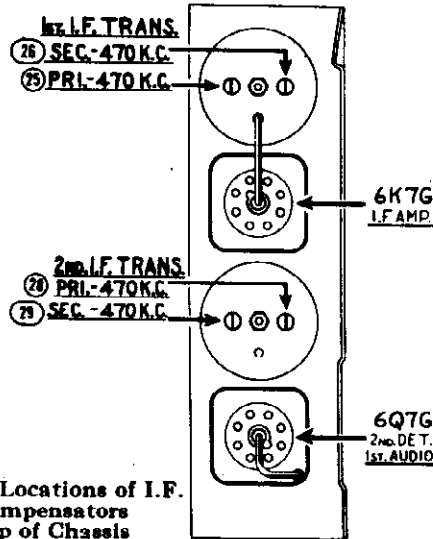 1ST. I.F. TRANS.
26 SEC.-470 K.C.
25 PRI.-470 K.C.
6K7G
I.F. AMP.
2ND. I.F. TRANS.
28 PRI.-470 K.C.
29 SEC.-470 K.C.
6Q7G
2ND. DET.
1ST. AUDIO
Locations of I.F.
mpensators
p of Chassis